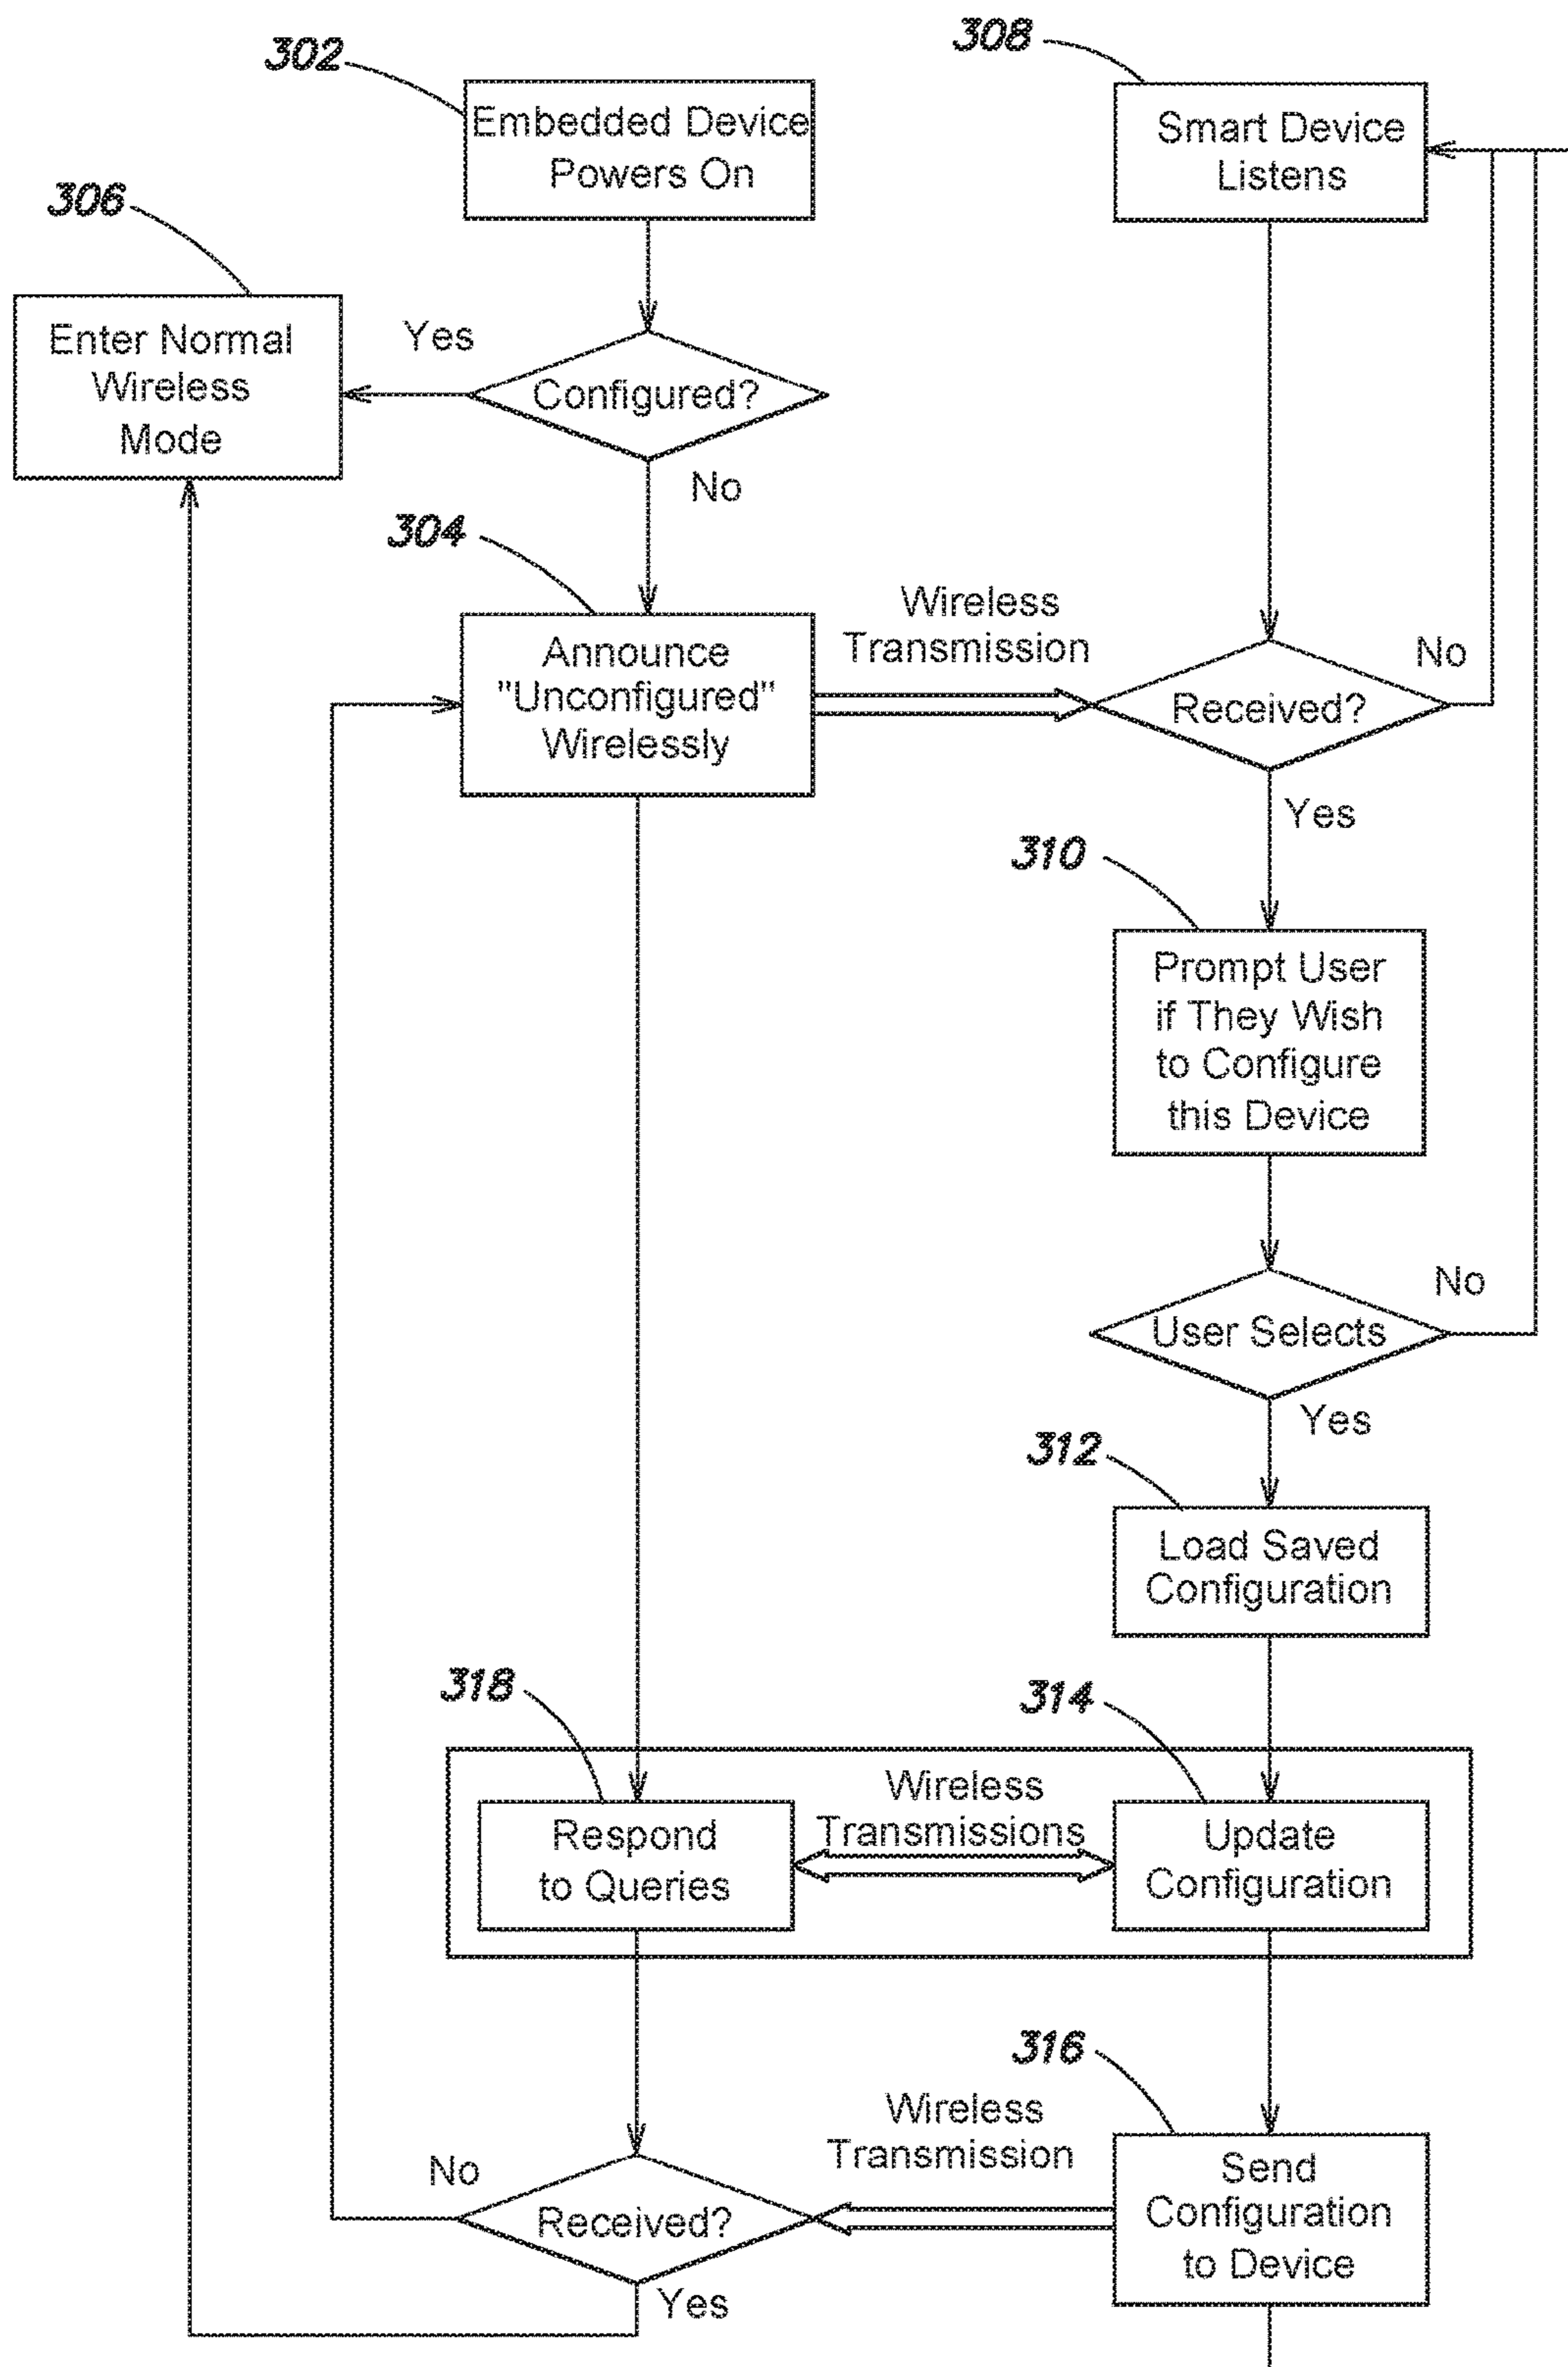 302
Embedded Device
Powers On
308
Smart Device
Listens
306
Enter Normal
Wireless
Mode
Yes
Configured?
No
304
Announce
"Unconfigured"
Wirelessly
Wireless
Transmission
Received?
No
Yes
310
Prompt User
if They Wish
to Configure
this Device
User Selects
No
Yes
312
Load Saved
Configuration
318
Respond
to Queries
Wireless
Transmissions
314
Update
Configuration
316
Send
Configuration
to Device
Wireless
Transmission
Received?
No
Yes